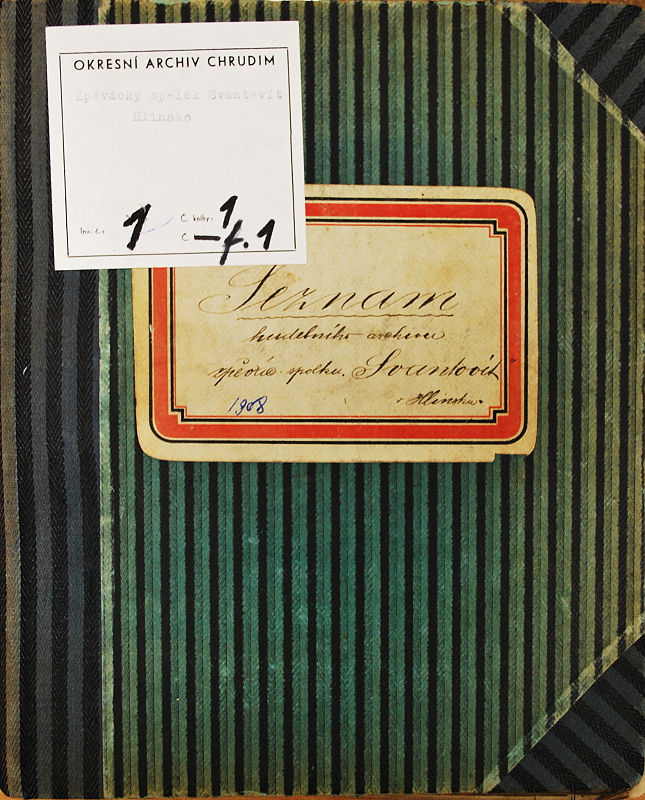 OKRESNÍ ARCHIV CHRUDIM
Zpěvácký spolek Svantovít
Hlinsko
Inv. č.: 1
Č. knihy: 1
Č. – f. 1
Seznam
hudebního archivu
zpěvác. spolku. Svantovít"
v Hlinsku.
1908